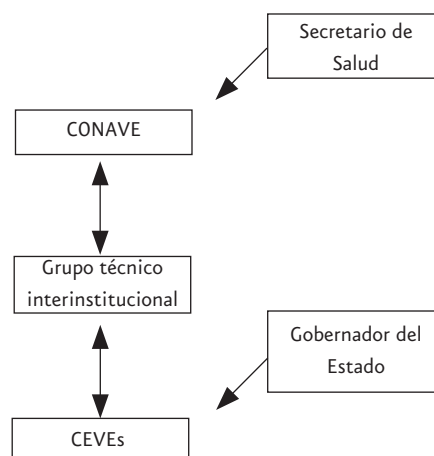 Secretario de
Salud
CONAVE
Grupo técnico
interinstitucional
Gobernador del
Estado
CEVEs